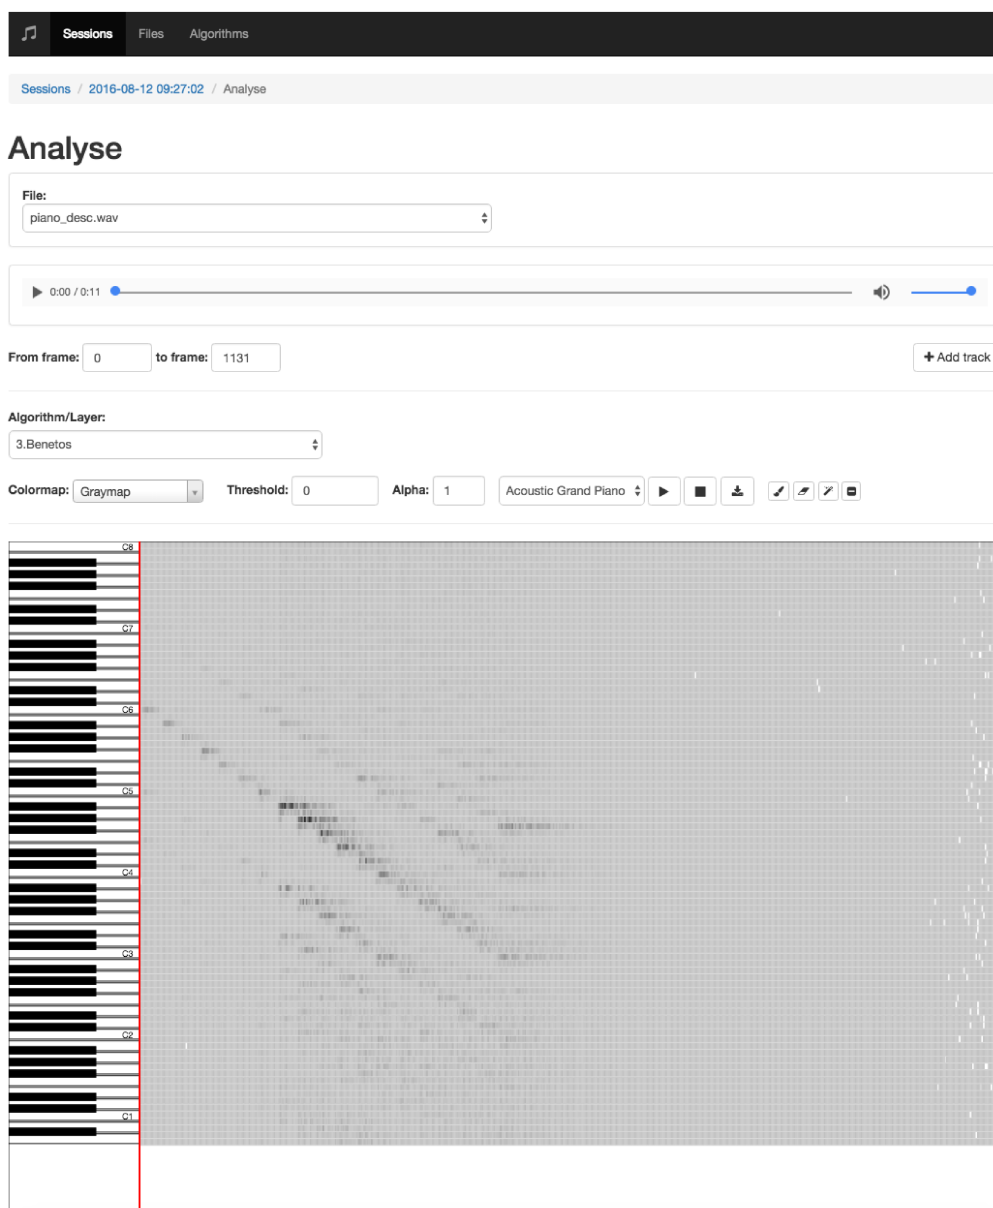 Sessions Files Algorithms
Sessions / 2016-08-12 09:27:02 / Analyse
Analyse
File:
piano_desc.wav
0:00 / 0:11
From frame: 0 to frame: 1131 + Add track
Algorithm/Layer:
3.Benetos
Colormap: Graymap Threshold: 0 Alpha: 1 Acoustic Grand Piano
C8
C7
C6
C5
C4
C3
C2
C1